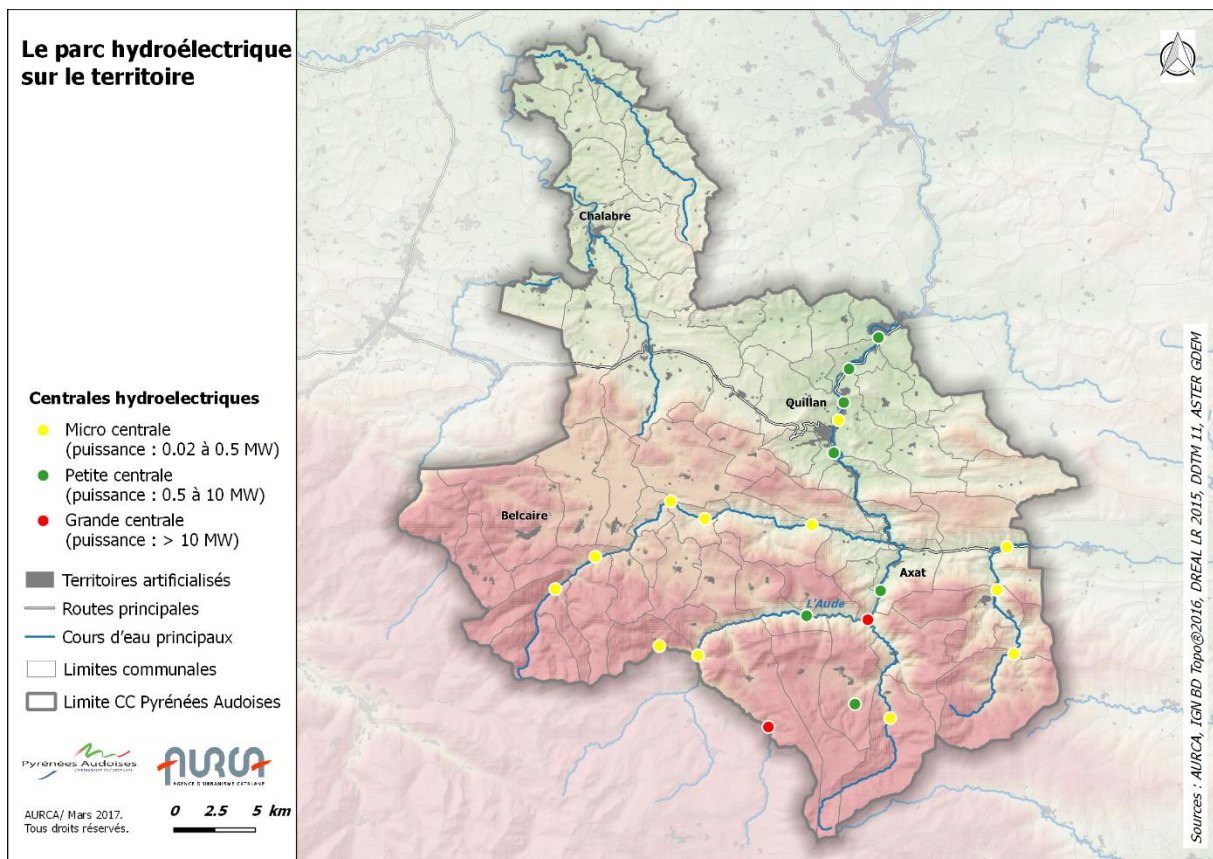 Le parc hydroélectrique
sur le territoire
Centrales hydroelectriques
Micro centrale
(puissance : 0.02 à 0.5 MW)
Petite centrale
(puissance : 0.5 à 10 MW)
Grande centrale
(puissance : > 10 MW)
Territoires artificialisés
Routes principales
Cours d'eau principaux
Limites communales
Limite CC Pyrénées Audoises
Pyrénées Audoises
AURCA
AGENCE D'URBANISME CATALANE
AURCA/ Mars 2017.
Tous droits réservés.
0 2.5 5 km
Chalabre
Quillan
Belcaire
Axat
L'Aude
Sources : AURCA, IGN BD Topo@2016, DREAL LR 2015, DDTM 11, ASTER GDEM